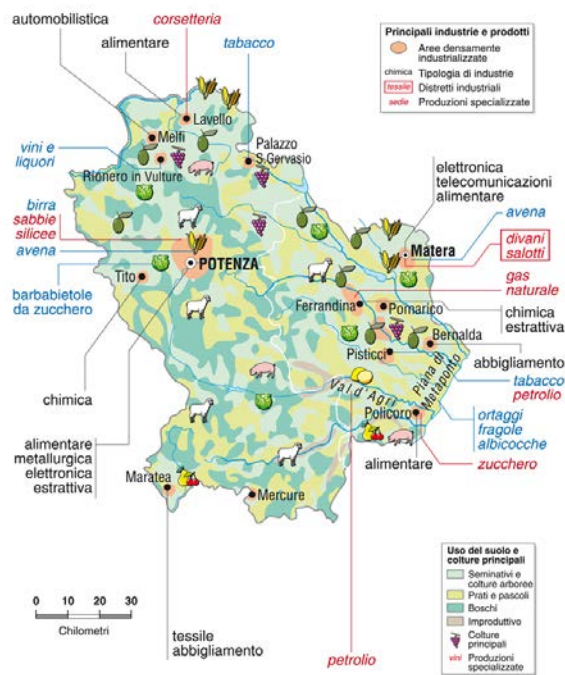 automobilistica
corsetteria
alimentare
tabacco
Principali industrie e prodotti
Aree densamente
industrializzate
chimica Tipologia di industrie
tessile Distretti industriali
sedie Produzioni specializzate
Lavello
Melfi
vini e
liquori
Palazzo
S. Gervasio
Rionero in Vulture
elettronica
telecomunicazioni
alimentare
birra
sabbie
silicee
avena
avena
Matera
divani
salotti
POTENZA
Tito
gas
naturale
barbabietole
da zucchero
Ferrandina
Pomarico
chimica
estrattiva
Bernalda
Pisticci
abbigliamento
Piana di
Metaponto
tabacco
petrolio
Val d'Agri
chimica
Policoro
ortaggi
fragole
albicocche
alimentare
metallurgica
elettronica
estrattiva
alimentare
zucchero
Maratea
Mercure
Uso del suolo e
colture principali
Seminativi e
colture arboree
Prati e pascoli
Boschi
Improduttivo
Colture
principali
vini Produzioni
specializzate
0 10 20 30
Chilometri
tessile
abbigliamento
petrolio